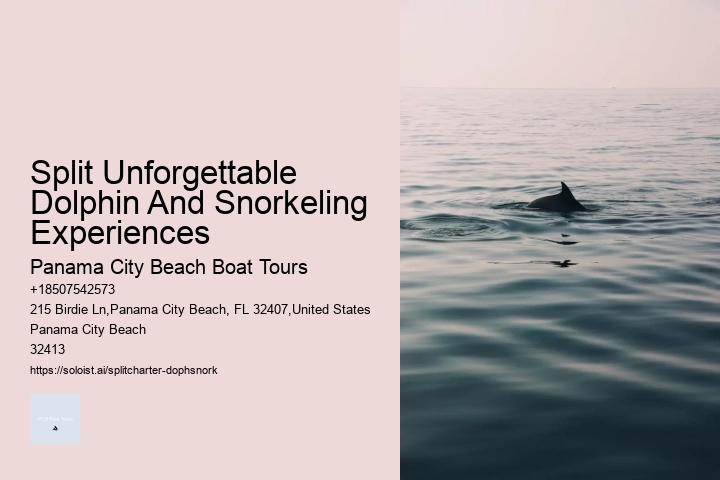 Split Unforgettable
Dolphin And Snorkeling
Experiences
Panama City Beach Boat Tours
+18507542573
215 Birdie Ln,Panama City Beach, FL 32407,United States
Panama City Beach
32413
https://soloist.ai/splitcharter-dophsnork